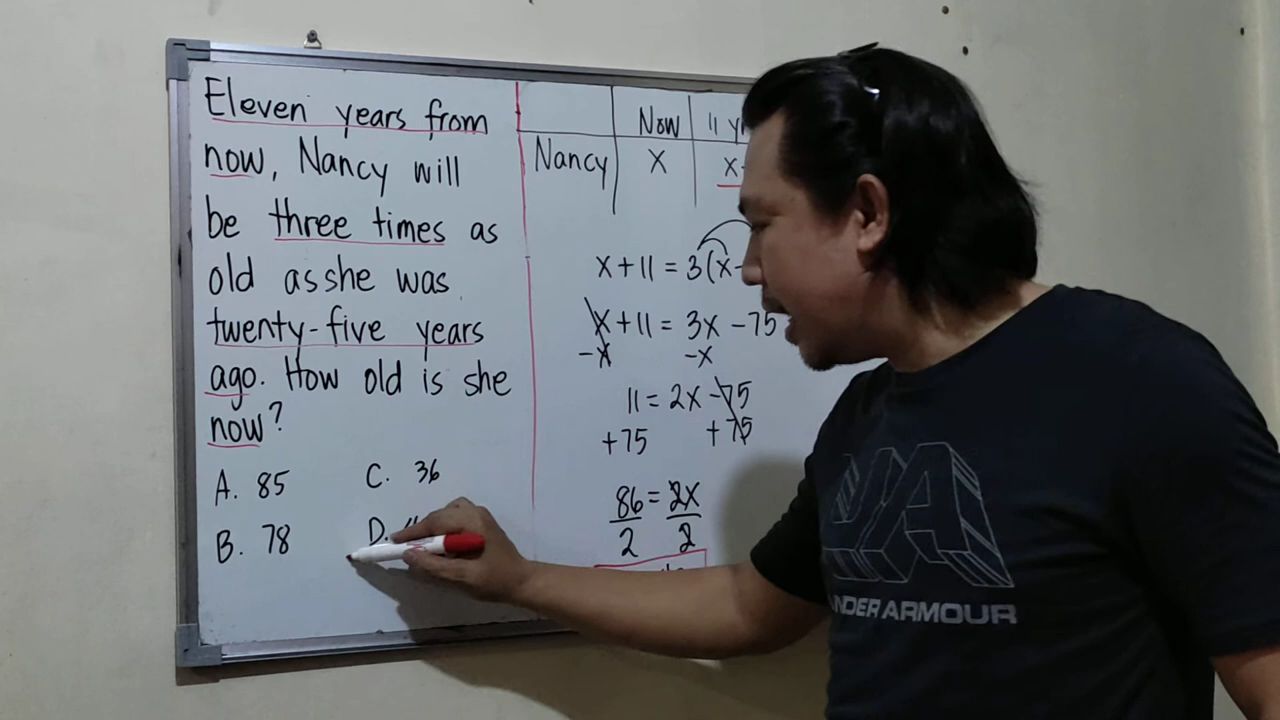 Eleven years from
now, Nancy will
be three times as
old as she was
twenty-five years
ago. How old is she
now?
A. 85
C. 36
B. 78
D.
Now 11
Nancy X X
X + 11 = 3(X -
X + 11 = 3X - 75
-X -X
11 = 2X - 75
+75 +75
86 = 2X
2 2
UNDER ARMOUR